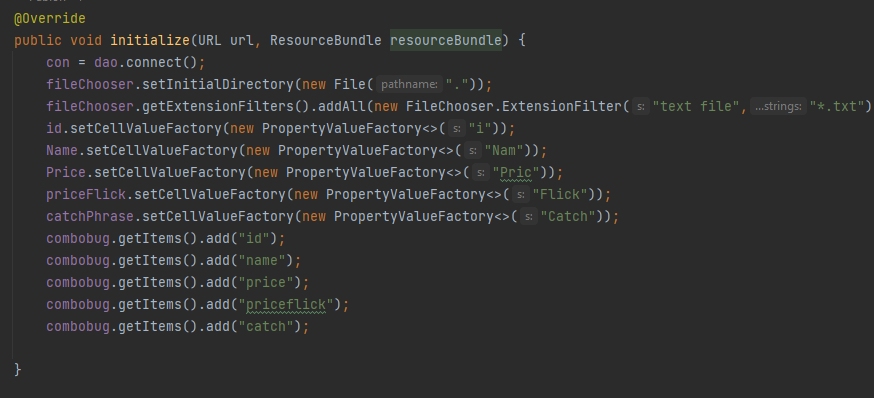 @Override
public void initialize(URL url, ResourceBundle resourceBundle) {
con = dao.connect();
fileChooser.setInitialDirectory(new File( pathname: "."));
fileChooser.getExtensionFilters().addAll(new FileChooser.ExtensionFilter( s: "text file", ...strings: "*.txt")
id.setCellValueFactory(new PropertyValueFactory<>( s: "i"));
Name.setCellValueFactory(new PropertyValueFactory<>( s: "Nam"));
Price.setCellValueFactory(new PropertyValueFactory<>( s: "Pric"));
priceFlick.setCellValueFactory(new PropertyValueFactory<>( s: "Flick"));
catchPhrase.setCellValueFactory(new PropertyValueFactory<>( s: "Catch"));
combobug.getItems().add("id");
combobug.getItems().add("name");
combobug.getItems().add("price");
combobug.getItems().add("priceflick");
combobug.getItems().add("catch");
}